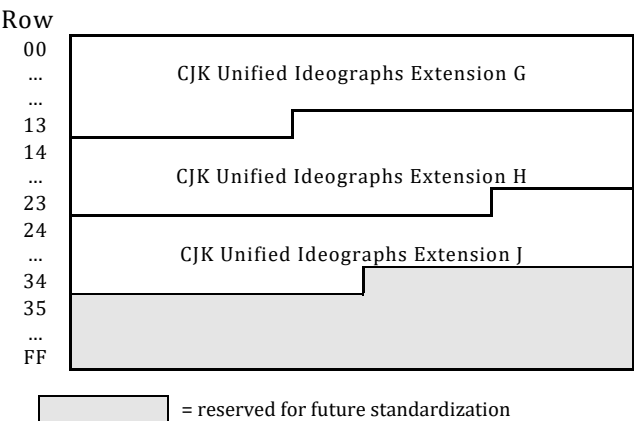 Row
00
...
CJK Unified Ideographs Extension G
...
13
14
...
CJK Unified Ideographs Extension H
23
24
...
CJK Unified Ideographs Extension J
34
35
...
FF
= reserved for future standardization